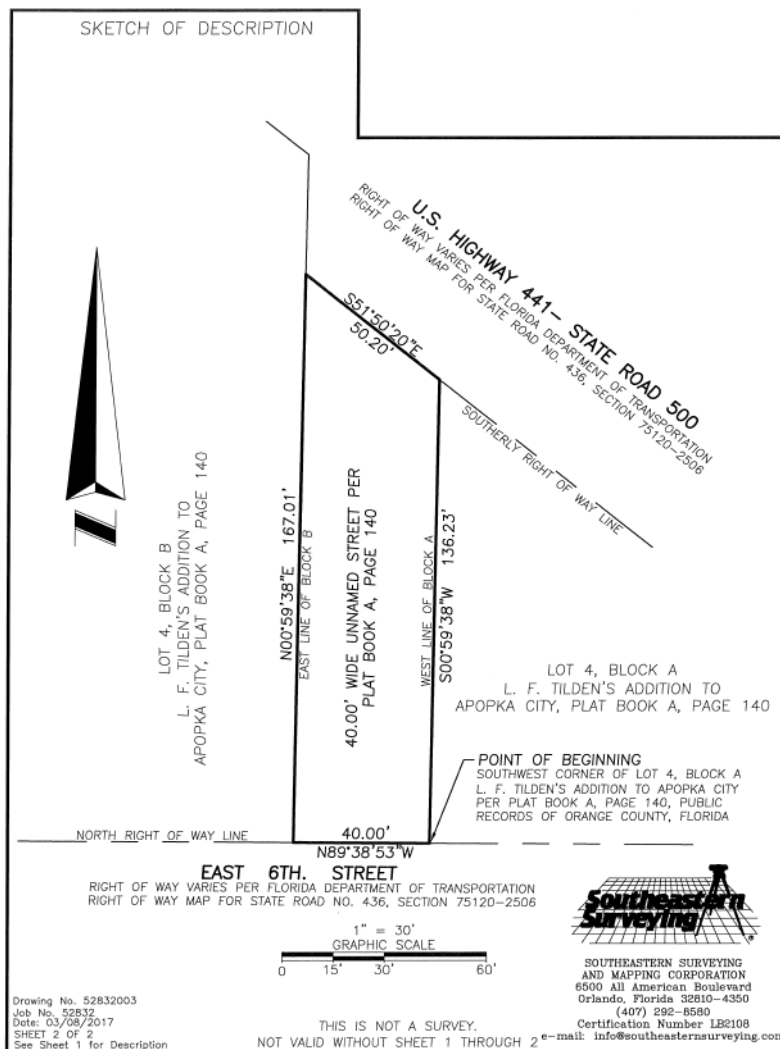 SKETCH OF DESCRIPTION
U.S. HIGHWAY 441- STATE ROAD 500
RIGHT OF WAY VARIES PER FLORIDA DEPARTMENT OF TRANSPORTATION
RIGHT OF WAY MAP FOR STATE ROAD NO. 436, SECTION 75120-2506
S51°50'20"E
50.20'
SOUTHERLY RIGHT OF WAY LINE
LOT 4, BLOCK B
L. F. TILDEN'S ADDITION TO
APOPKA CITY, PLAT BOOK A, PAGE 140
N00°59'38"E 167.01'
EAST LINE OF BLOCK B
40.00' WIDE UNNAMED STREET PER
PLAT BOOK A, PAGE 140
WEST LINE OF BLOCK A
S00°59'38"W 136.23'
LOT 4, BLOCK A
L. F. TILDEN'S ADDITION TO
APOPKA CITY, PLAT BOOK A, PAGE 140
POINT OF BEGINNING
SOUTHWEST CORNER OF LOT 4, BLOCK A
L. F. TILDEN'S ADDITION TO APOPKA CITY
PER PLAT BOOK A, PAGE 140, PUBLIC
RECORDS OF ORANGE COUNTY, FLORIDA
NORTH RIGHT OF WAY LINE
40.00'
N89°38'53"W
EAST 6TH. STREET
RIGHT OF WAY VARIES PER FLORIDA DEPARTMENT OF TRANSPORTATION
RIGHT OF WAY MAP FOR STATE ROAD NO. 436, SECTION 75120-2506
1" = 30'
GRAPHIC SCALE
0 15' 30' 60'
Southeastern
Surveying
®
SOUTHEASTERN SURVEYING
AND MAPPING CORPORATION
6500 All American Boulevard
Orlando, Florida 32810-4350
(407) 292-8580
Certification Number LB2108
e-mail: info@southeasternsurveying.com
Drawing No. 52832003
Job No. 52832
Date: 03/08/2017
SHEET 2 OF 2
See Sheet 1 for Description
THIS IS NOT A SURVEY.
NOT VALID WITHOUT SHEET 1 THROUGH 2